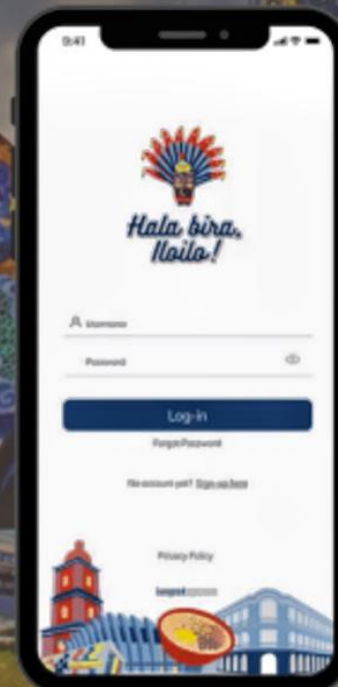 9:41
Hala bira,
Iloilo!
Username
Password
Log-in
Forgot Password
No account yet? Sign-up here
Privacy Policy